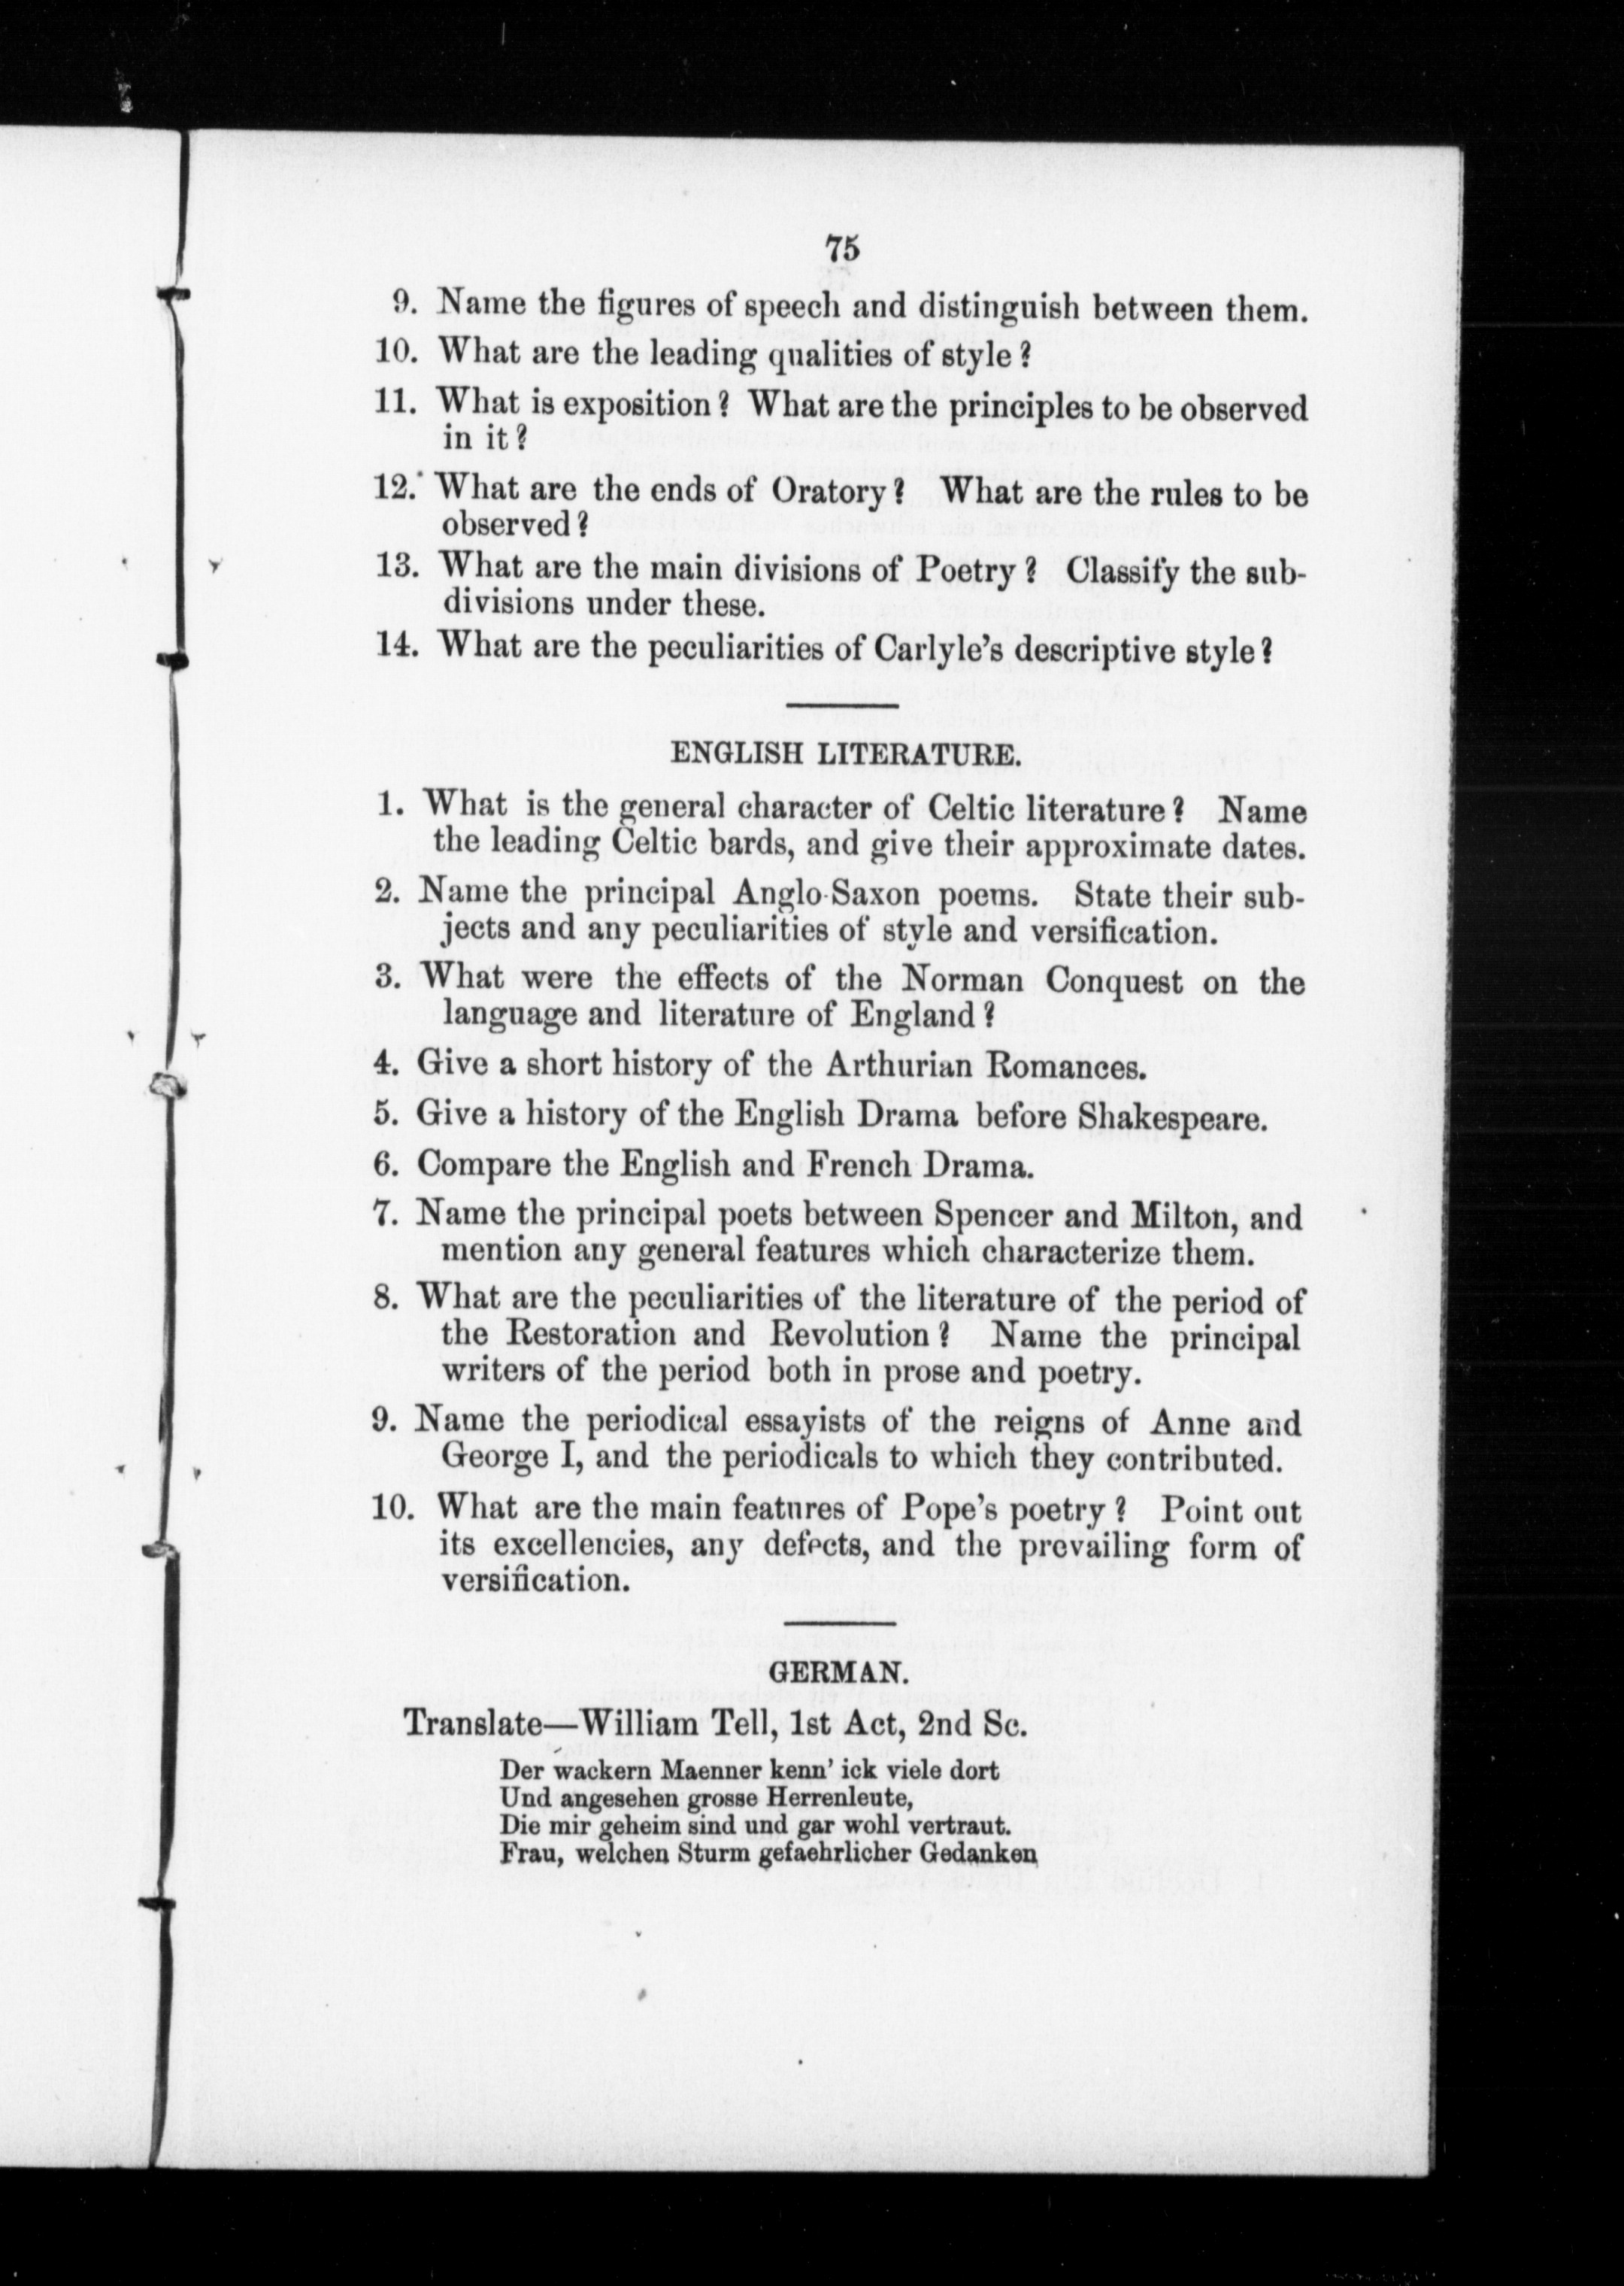 75
9. Name the figures of speech and distinguish between them.
10. What are the leading qualities of style?
11. What is exposition? What are the principles to be observed
in it?
12. What are the ends of Oratory? What are the rules to be
observed?
13. What are the main divisions of Poetry? Classify the sub-
divisions under these.
14. What are the peculiarities of Carlyle's descriptive style?
ENGLISH LITERATURE.
1. What is the general character of Celtic literature? Name
the leading Celtic bards, and give their approximate dates.
2. Name the principal Anglo-Saxon poems. State their sub-
jects and any peculiarities of style and versification.
3. What were the effects of the Norman Conquest on the
language and literature of England?
4. Give a short history of the Arthurian Romances.
5. Give a history of the English Drama before Shakespeare.
6. Compare the English and French Drama.
7. Name the principal poets between Spencer and Milton, and
mention any general features which characterize them.
8. What are the peculiarities of the literature of the period of
the Restoration and Revolution? Name the principal
writers of the period both in prose and poetry.
9. Name the periodical essayists of the reigns of Anne and
George I, and the periodicals to which they contributed.
10. What are the main features of Pope's poetry? Point out
its excellencies, any defects, and the prevailing form of
versification.
GERMAN.
Translate—William Tell, 1st Act, 2nd Sc.
Der wackern Maenner kenn' ick viele dort
Und angesehen grosse Herrenleute,
Die mir geheim sind und gar wohl vertraut.
Frau, welchen Sturm gefaehrlicher Gedanken